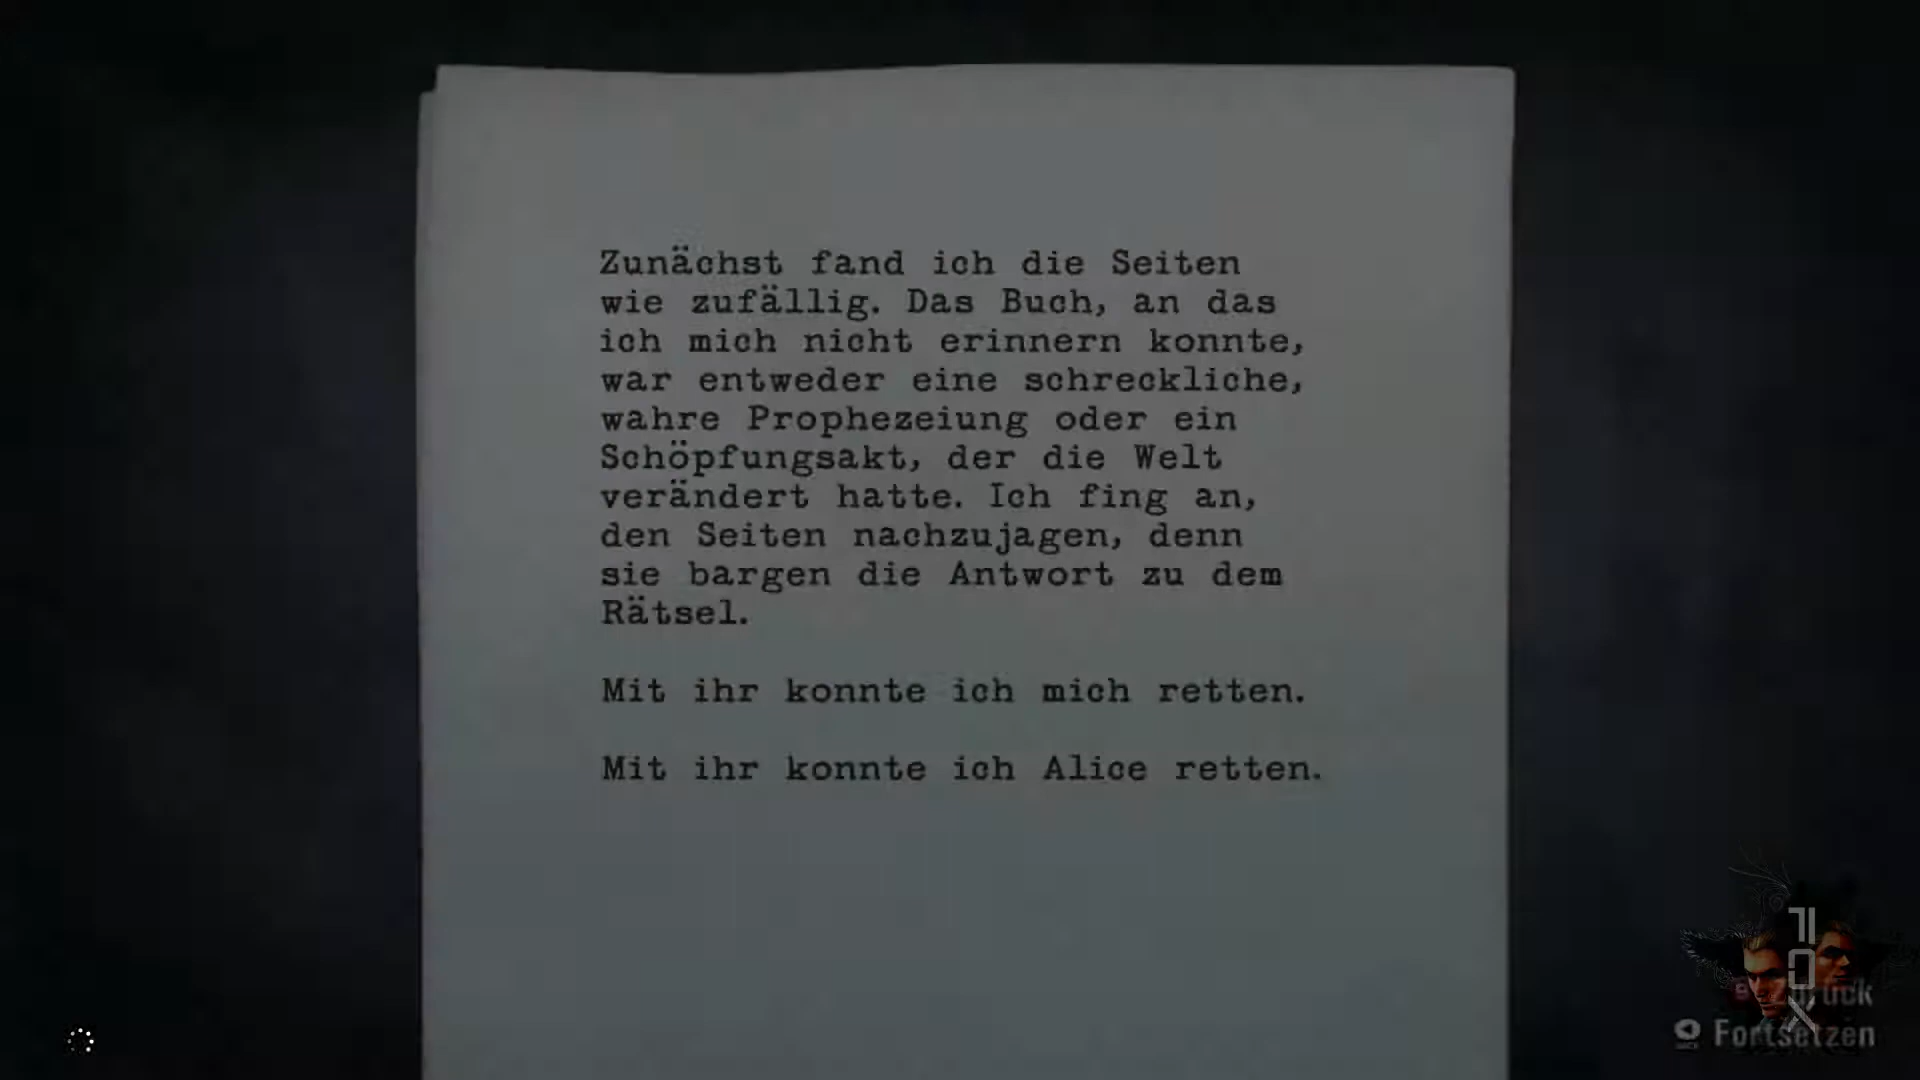 Zunächst fand ich die Seiten
wie zufällig. Das Buch, an das
ich mich nicht erinnern konnte,
war entweder eine schreckliche,
wahre Prophezeiung oder ein
Schöpfungsakt, der die Welt
verändert hatte. Ich fing an,
den Seiten nachzujagen, denn
sie bargen die Antwort zu dem
Rätsel.
Mit ihr konnte ich mich retten.
Mit ihr konnte ich Alice retten.
Zurück
Fortsetzen